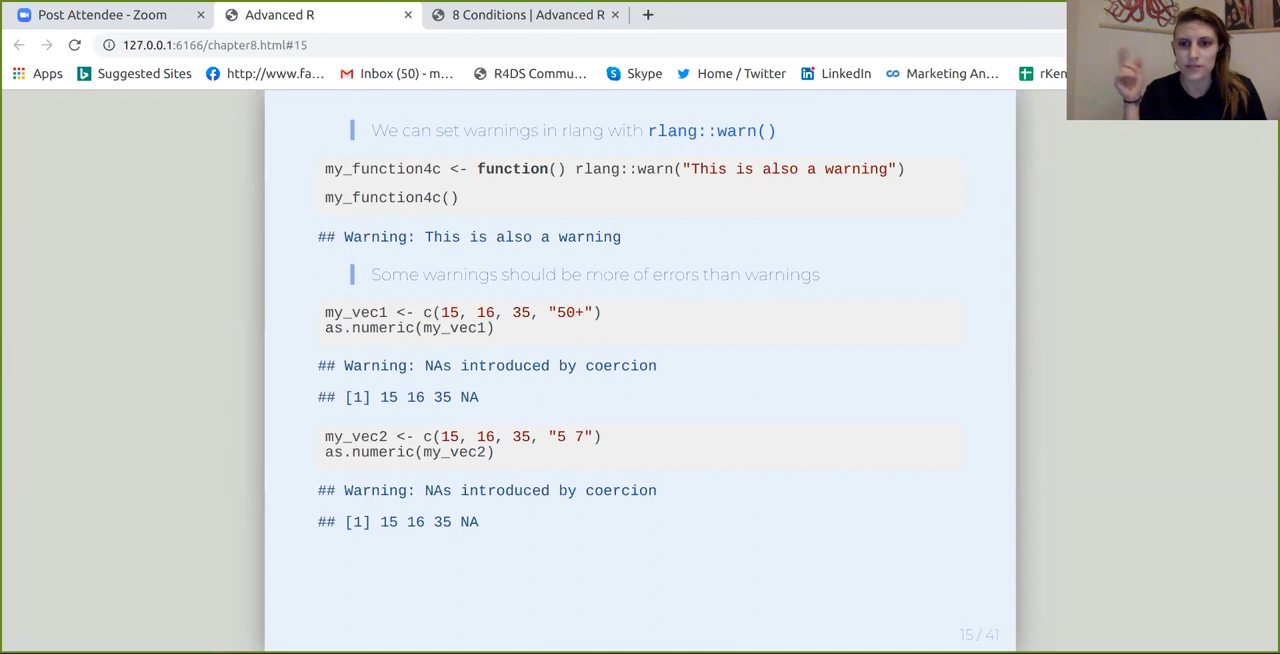 Post Attendee - Zoom
Advanced R
8 Conditions | Advanced R
127.0.0.1:6166/chapter8.html#15
Apps
Suggested Sites
http://www.fa...
Inbox (50) - m...
R4DS Commu...
Skype
Home / Twitter
LinkedIn
Marketing An...
rKen
We can set warnings in rlang with rlang::warn()
my_function4c <- function() rlang::warn("This is also a warning")
my_function4c()
## Warning: This is also a warning
Some warnings should be more of errors than warnings
my_vec1 <- c(15, 16, 35, "50+")
as.numeric(my_vec1)
## Warning: NAs introduced by coercion
## [1] 15 16 35 NA
my_vec2 <- c(15, 16, 35, "5 7")
as.numeric(my_vec2)
## Warning: NAs introduced by coercion
## [1] 15 16 35 NA
15 / 41